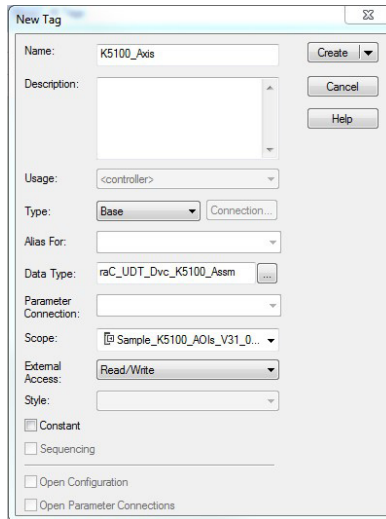 New Tag
Name: K5100_Axis Create
Description: Cancel
Help
Usage: <controller>
Type: Base Connection...
Alias For:
Data Type: raC_UDT_Dvc_K5100_Assm ...
Parameter
Connection:
Scope: Sample_K5100_AOIs_V31_0...
External
Access: Read/Write
Style:
Constant
Sequencing
Open Configuration
Open Parameter Connections